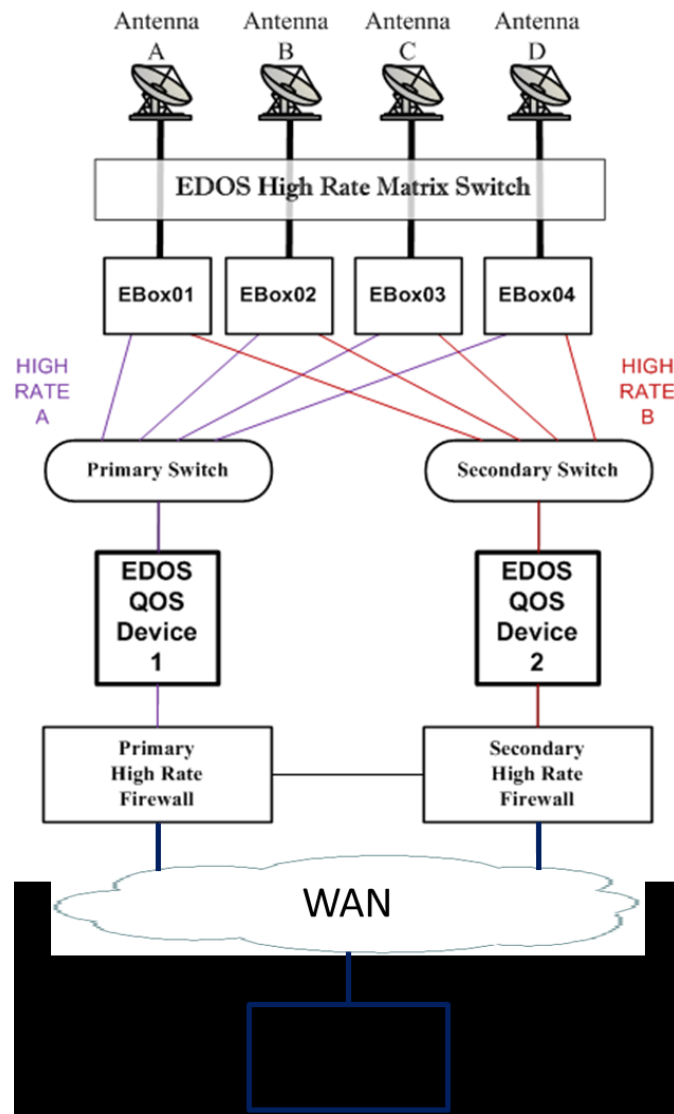 Antenna
A
Antenna
B
Antenna
C
Antenna
D
EDOS High Rate Matrix Switch
EBox01
EBox02
EBox03
EBox04
HIGH
RATE
A
HIGH
RATE
B
Primary Switch
Secondary Switch
EDOS
QOS
Device
1
EDOS
QOS
Device
2
Primary
High Rate
Firewall
Secondary
High Rate
Firewall
WAN